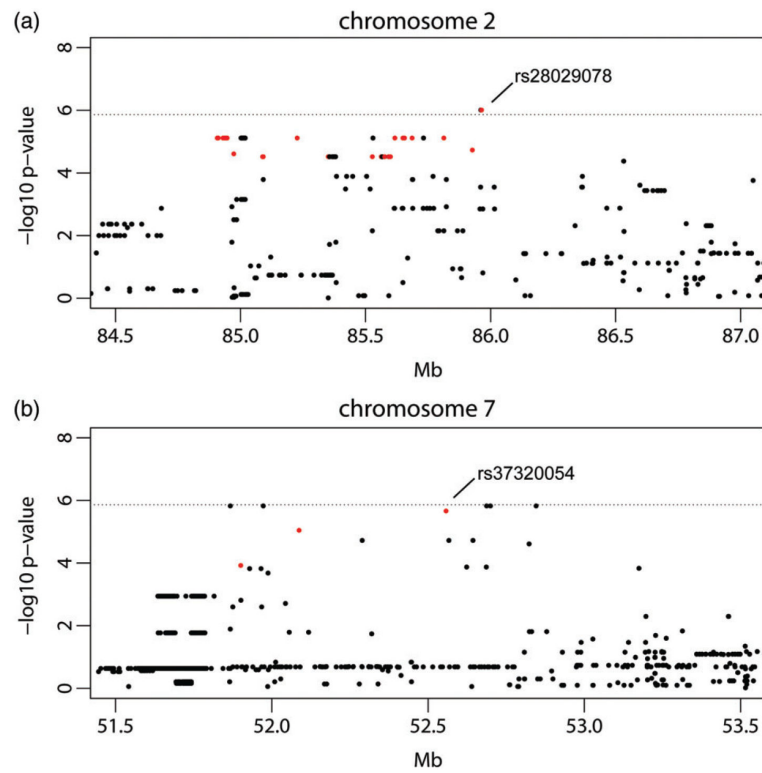 (a)
chromosome 2
rs28029078
−log10 p−value
8
6
4
2
0
84.5 85.0 85.5 86.0 86.5 87.0
Mb
(b)
chromosome 7
rs37320054
−log10 p−value
8
6
4
2
0
51.5 52.0 52.5 53.0 53.5
Mb